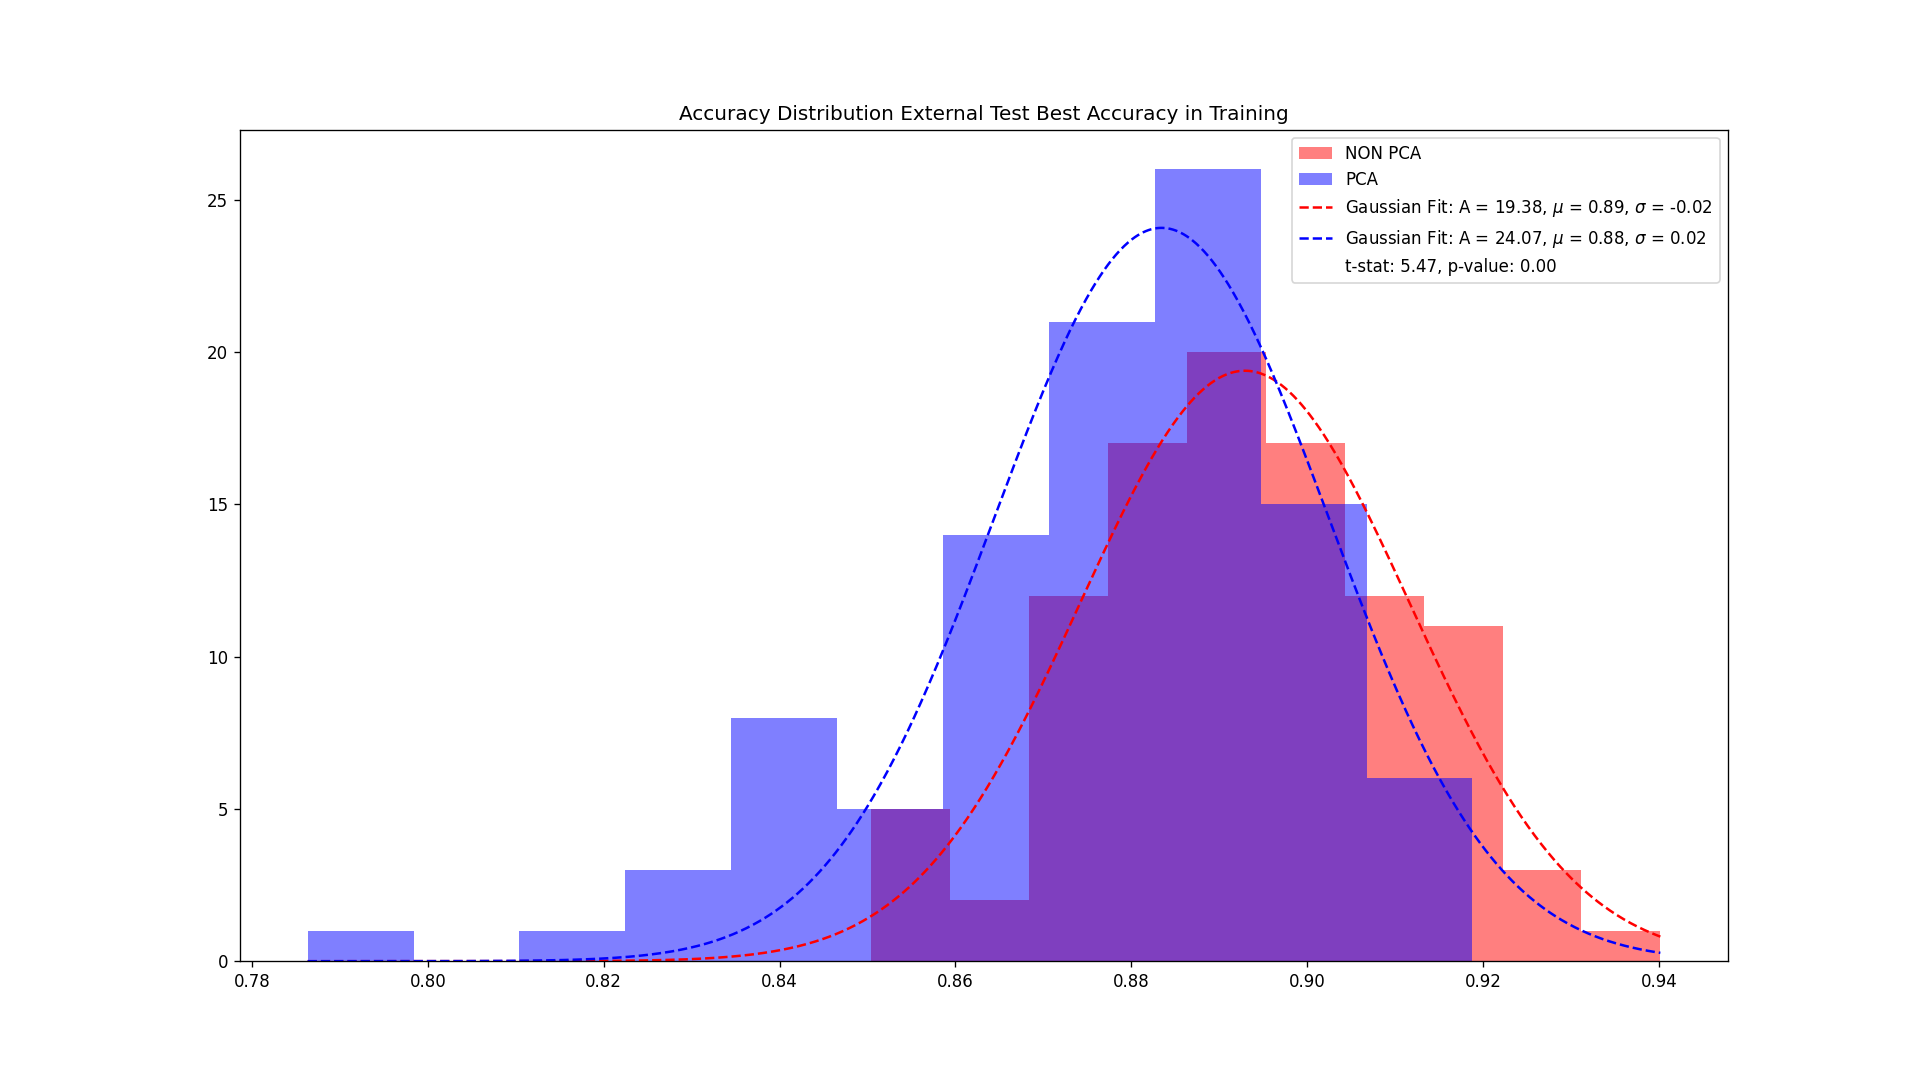 Accuracy Distribution External Test Best Accuracy in Training
NON PCA
PCA
Gaussian Fit: A = 19.38, μ = 0.89, σ = -0.02
Gaussian Fit: A = 24.07, μ = 0.88, σ = 0.02
t-stat: 5.47, p-value: 0.00
25
20
15
10
5
0
0.78 0.80 0.82 0.84 0.86 0.88 0.90 0.92 0.94